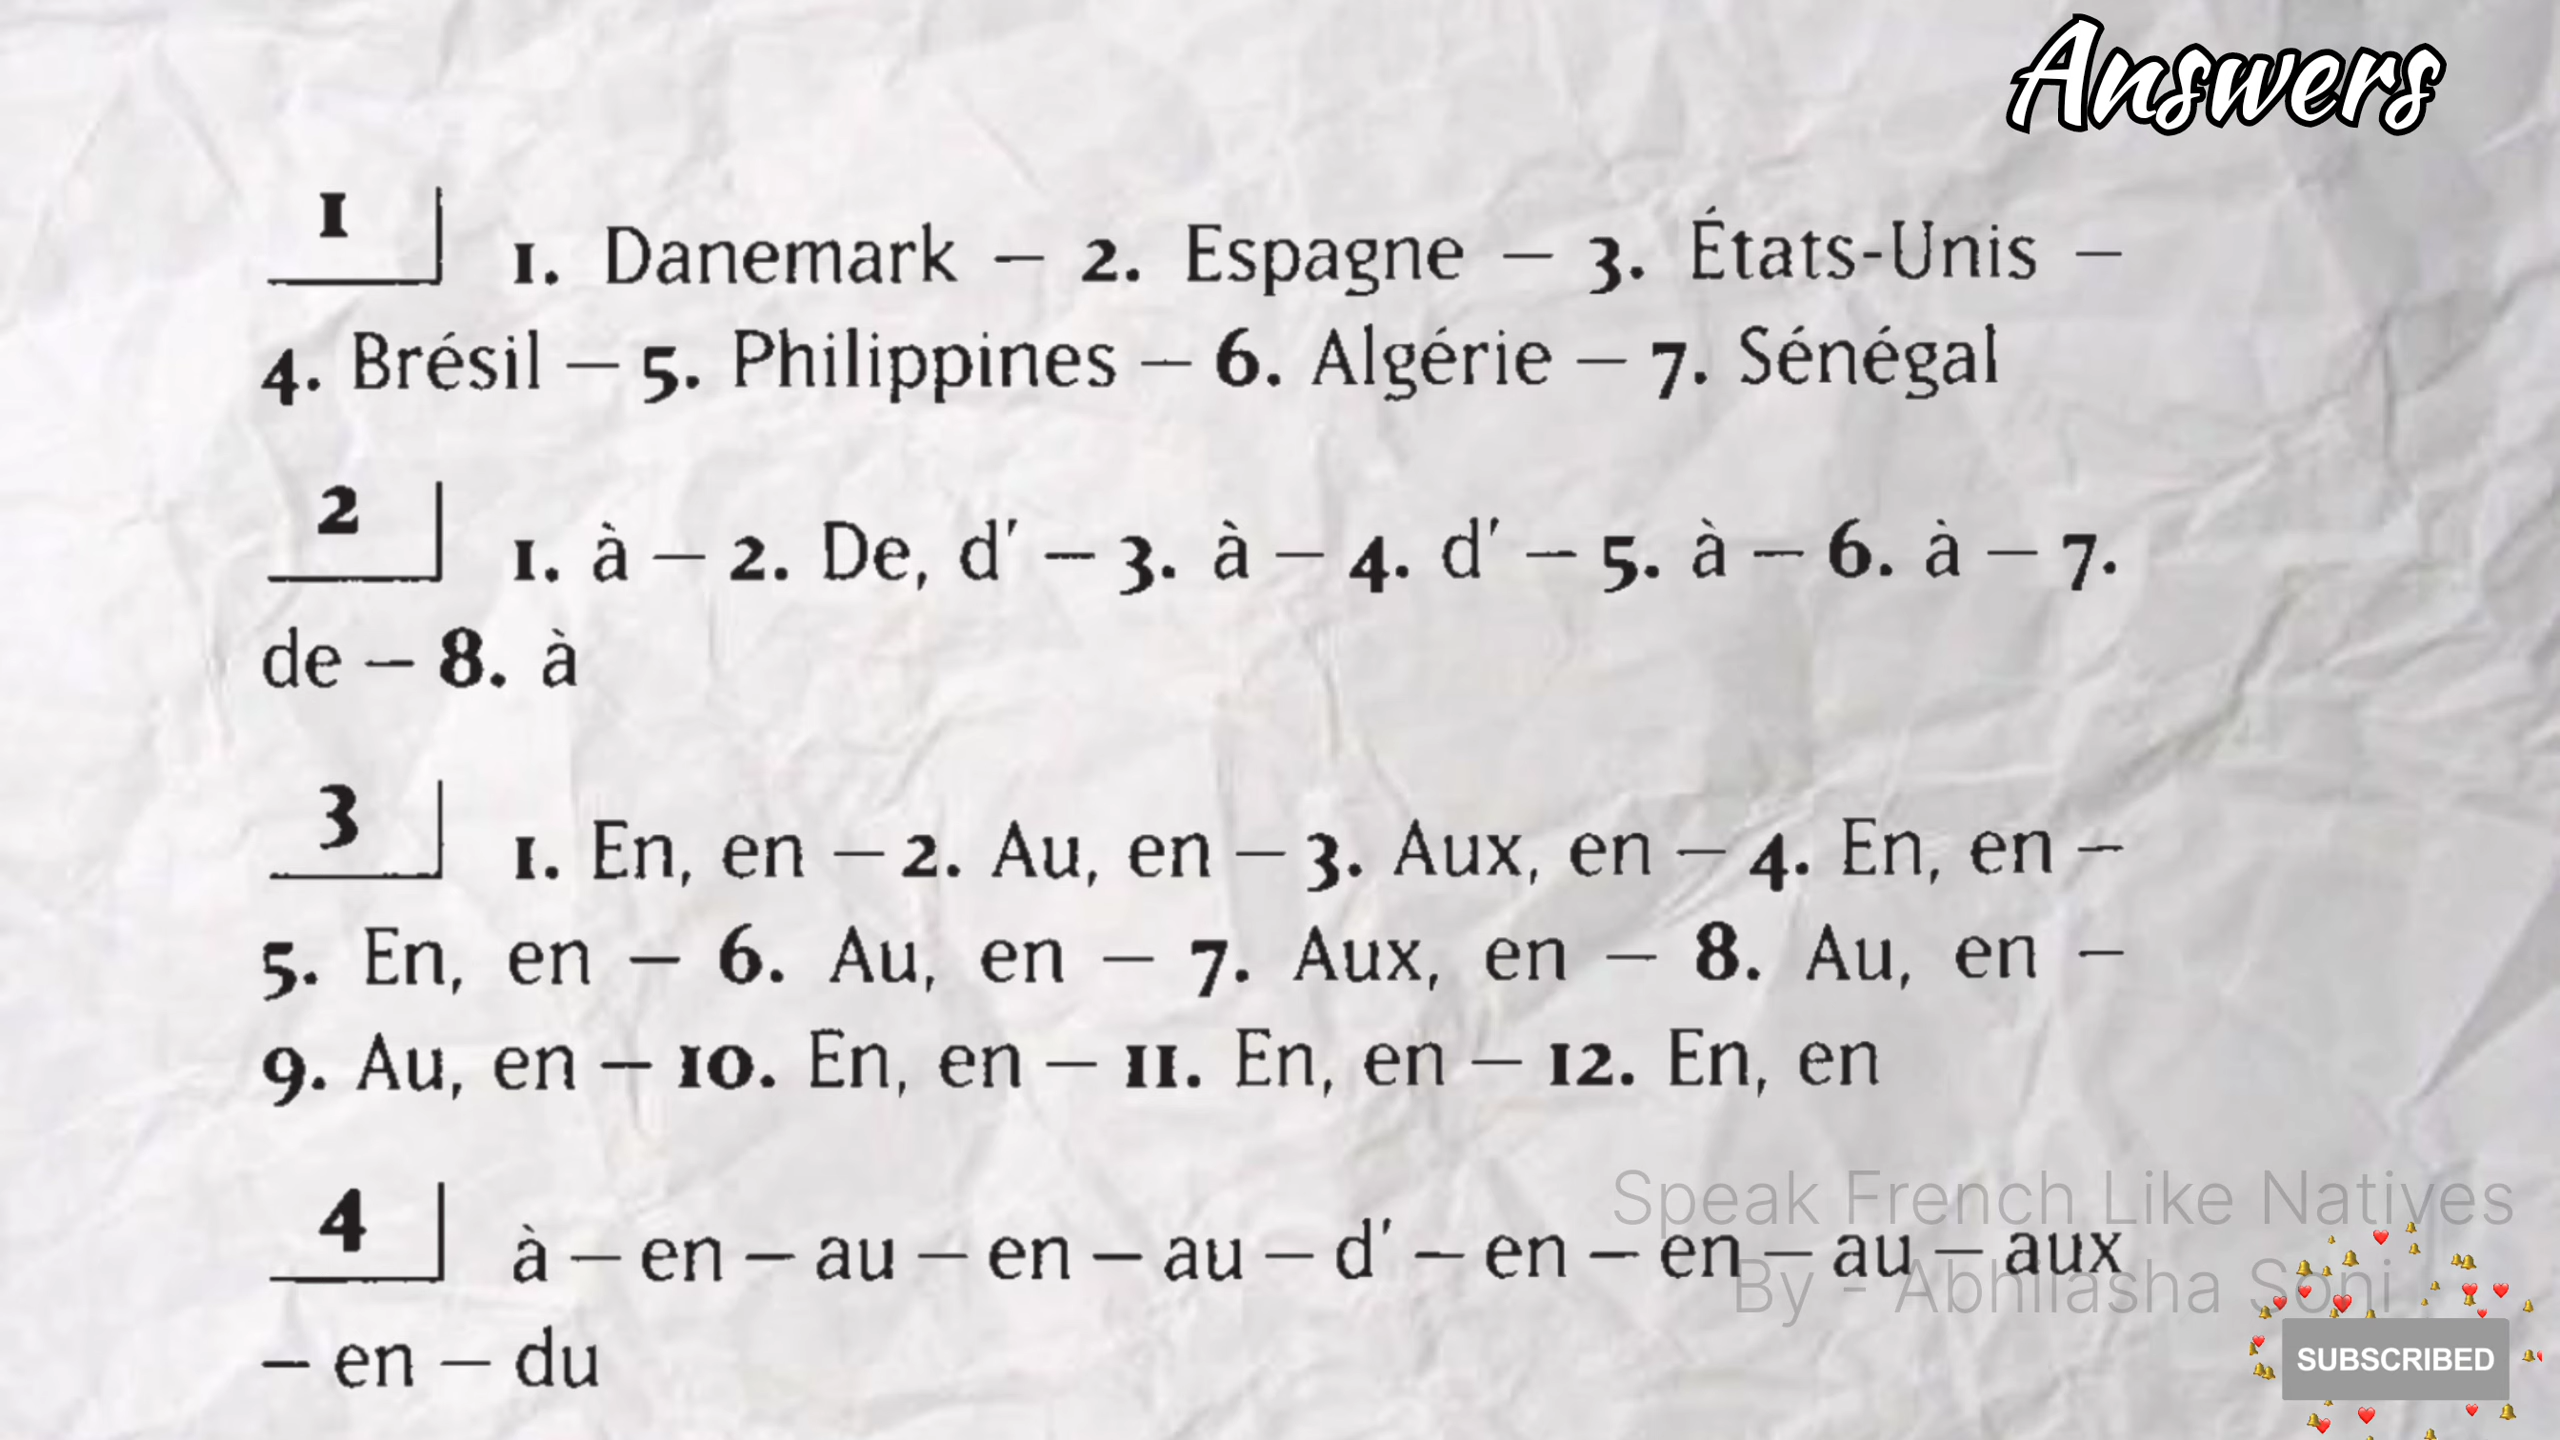 Answers
1
1. Danemark – 2. Espagne – 3. États-Unis –
4. Brésil – 5. Philippines – 6. Algérie – 7. Sénégal
2
1. à – 2. De, d' – 3. à – 4. d' – 5. à – 6. à – 7.
de – 8. à
3
1. En, en – 2. Au, en – 3. Aux, en – 4. En, en –
5. En, en – 6. Au, en – 7. Aux, en – 8. Au, en –
9. Au, en – 10. En, en – 11. En, en – 12. En, en
4
à – en – au – en – au – d' – en – en – au – aux
– en – du
Speak French Like Natives
By - Abhilasha Soni
SUBSCRIBED